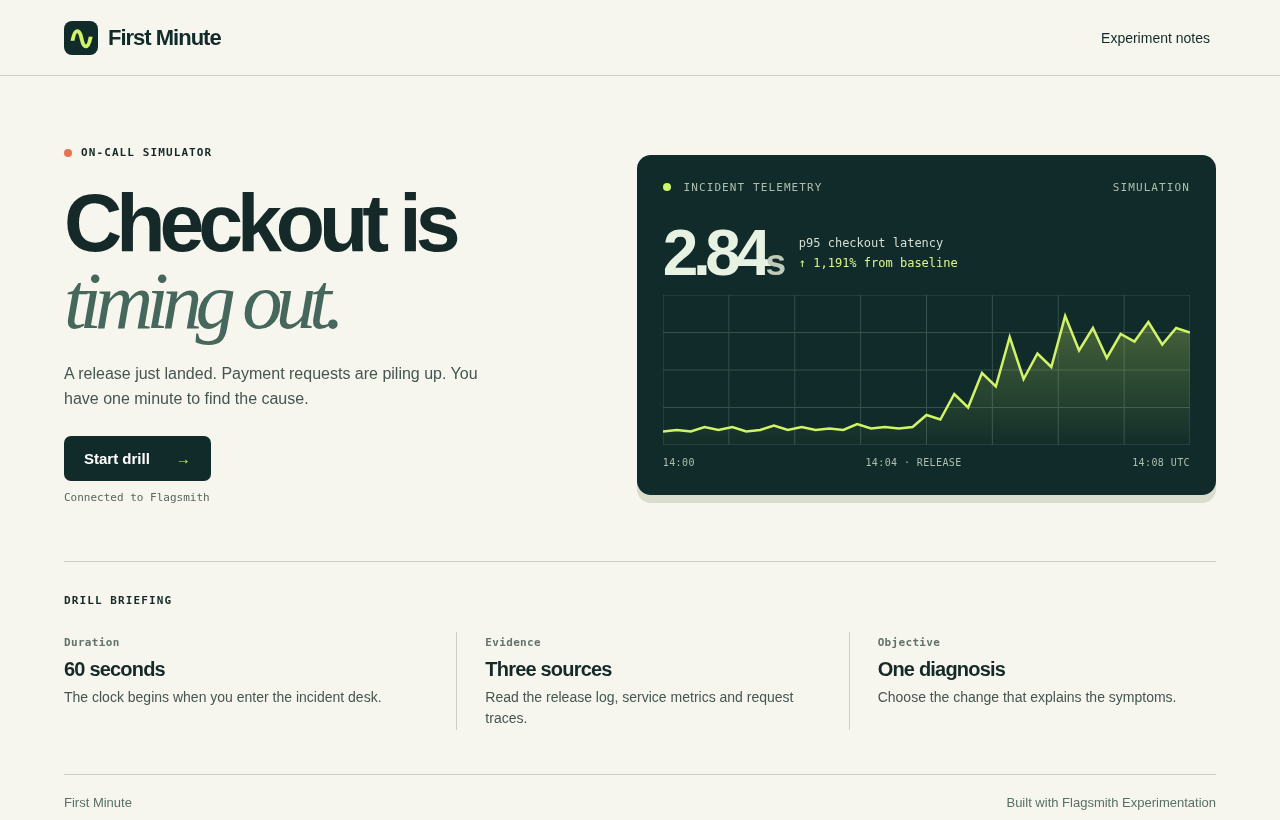 First Minute
Experiment notes
ON-CALL SIMULATOR
Checkout is
timing out.
A release just landed. Payment requests are piling up. You
have one minute to find the cause.
Start drill →
Connected to Flagsmith
INCIDENT TELEMETRY
SIMULATION
2.84s
p95 checkout latency
↑ 1,191% from baseline
14:00
14:04 · RELEASE
14:08 UTC
DRILL BRIEFING
Duration
60 seconds
The clock begins when you enter the incident desk.
Evidence
Three sources
Read the release log, service metrics and request
traces.
Objective
One diagnosis
Choose the change that explains the symptoms.
First Minute
Built with Flagsmith Experimentation